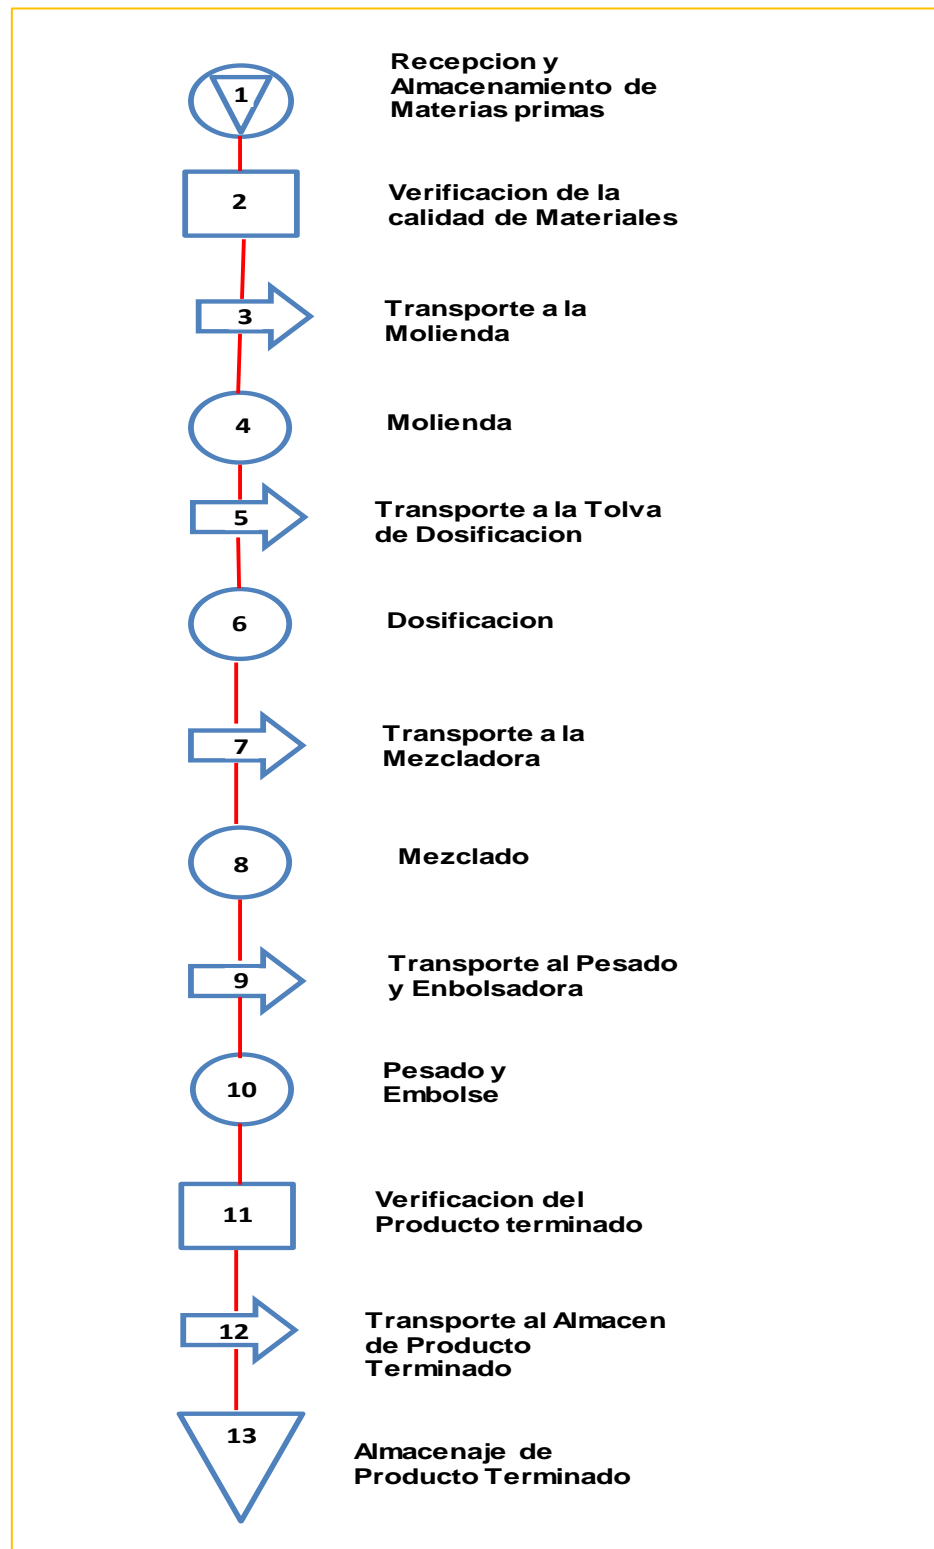 1
Recepcion y
Almacenamiento de
Materias primas
2
Verificacion de la
calidad de Materiales
3
Transporte a la
Molienda
4
Molienda
5
Transporte a la Tolva
de Dosificacion
6
Dosificacion
7
Transporte a la
Mezcladora
8
Mezclado
9
Transporte al Pesado
y Enbolsadora
10
Pesado y
Embolse
11
Verificacion del
Producto terminado
12
Transporte al Almacen
de Producto
Terminado
13
Almacenaje de
Producto Terminado